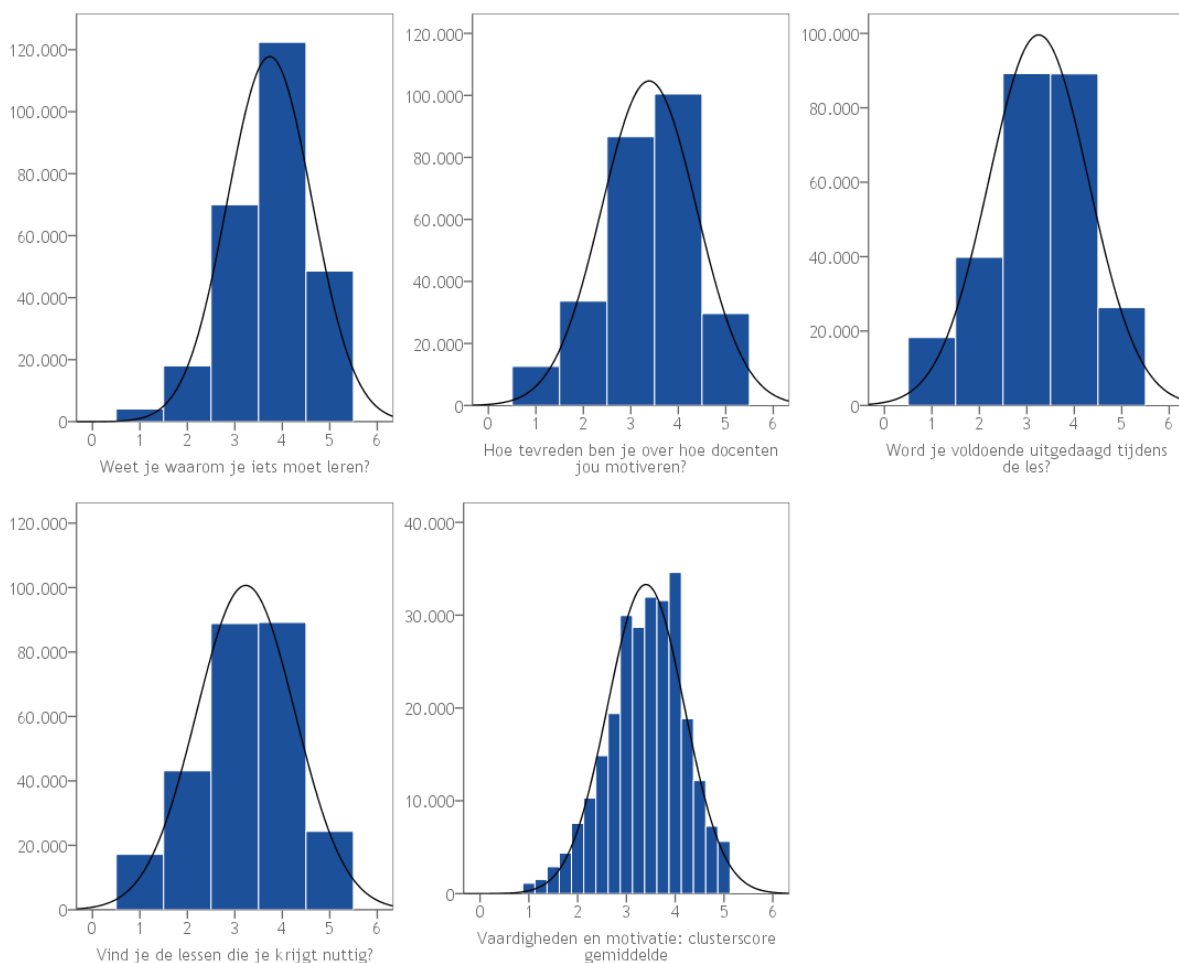 120.000
100.000
80.000
60.000
40.000
20.000
0
0 1 2 3 4 5 6
Weet je waarom je iets moet leren?
120.000
100.000
80.000
60.000
40.000
20.000
0
0 1 2 3 4 5 6
Hoe tevreden ben je over hoe docenten
jou motiveren?
100.000
80.000
60.000
40.000
20.000
0
0 1 2 3 4 5 6
Word je voldoende uitgedaagd tijdens
de les?
120.000
100.000
80.000
60.000
40.000
20.000
0
0 1 2 3 4 5 6
Vind je de lessen die je krijgt nuttig?
40.000
30.000
20.000
10.000
0
0 1 2 3 4 5 6
Vaardigheden en motivatie: clusterscore
gemiddelde